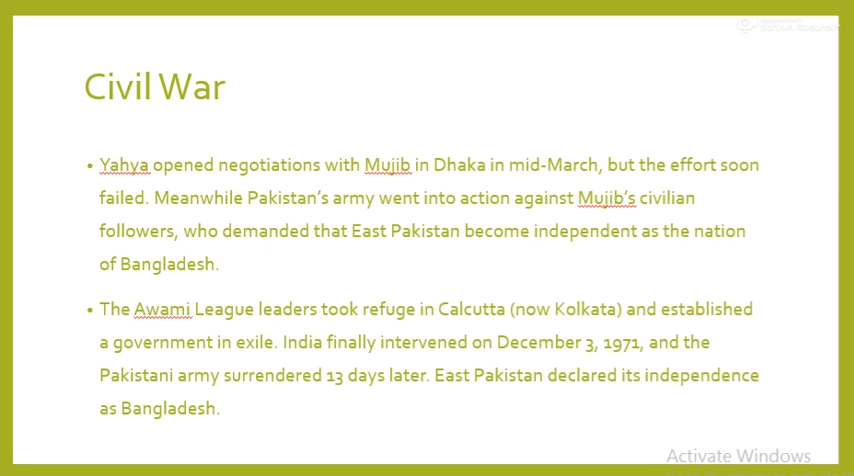 Civil War
• Yahya opened negotiations with Mujib in Dhaka in mid-March, but the effort soon
failed. Meanwhile Pakistan’s army went into action against Mujib’s civilian
followers, who demanded that East Pakistan become independent as the nation
of Bangladesh.
• The Awami League leaders took refuge in Calcutta (now Kolkata) and established
a government in exile. India finally intervened on December 3, 1971, and the
Pakistani army surrendered 13 days later. East Pakistan declared its independence
as Bangladesh.
Activate Windows